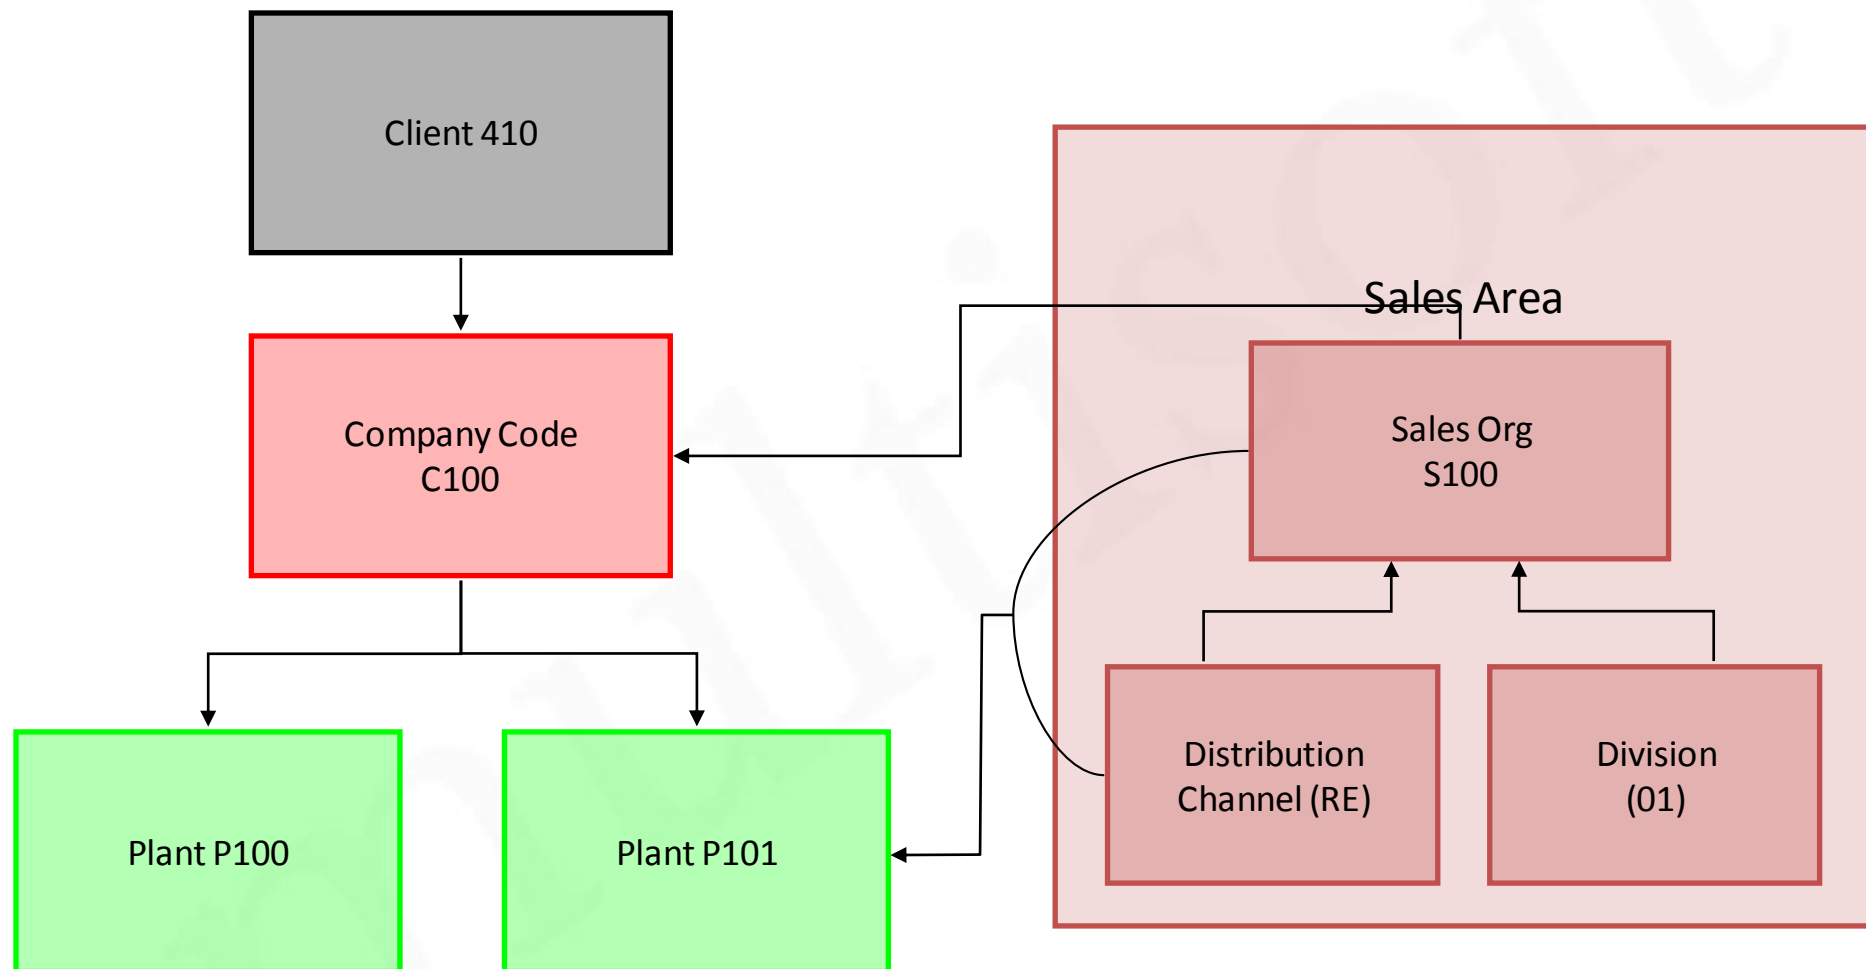 Client 410
Sales Area
Company Code
C100
Sales Org
S100
Distribution
Channel (RE)
Division
(01)
Plant P100
Plant P101